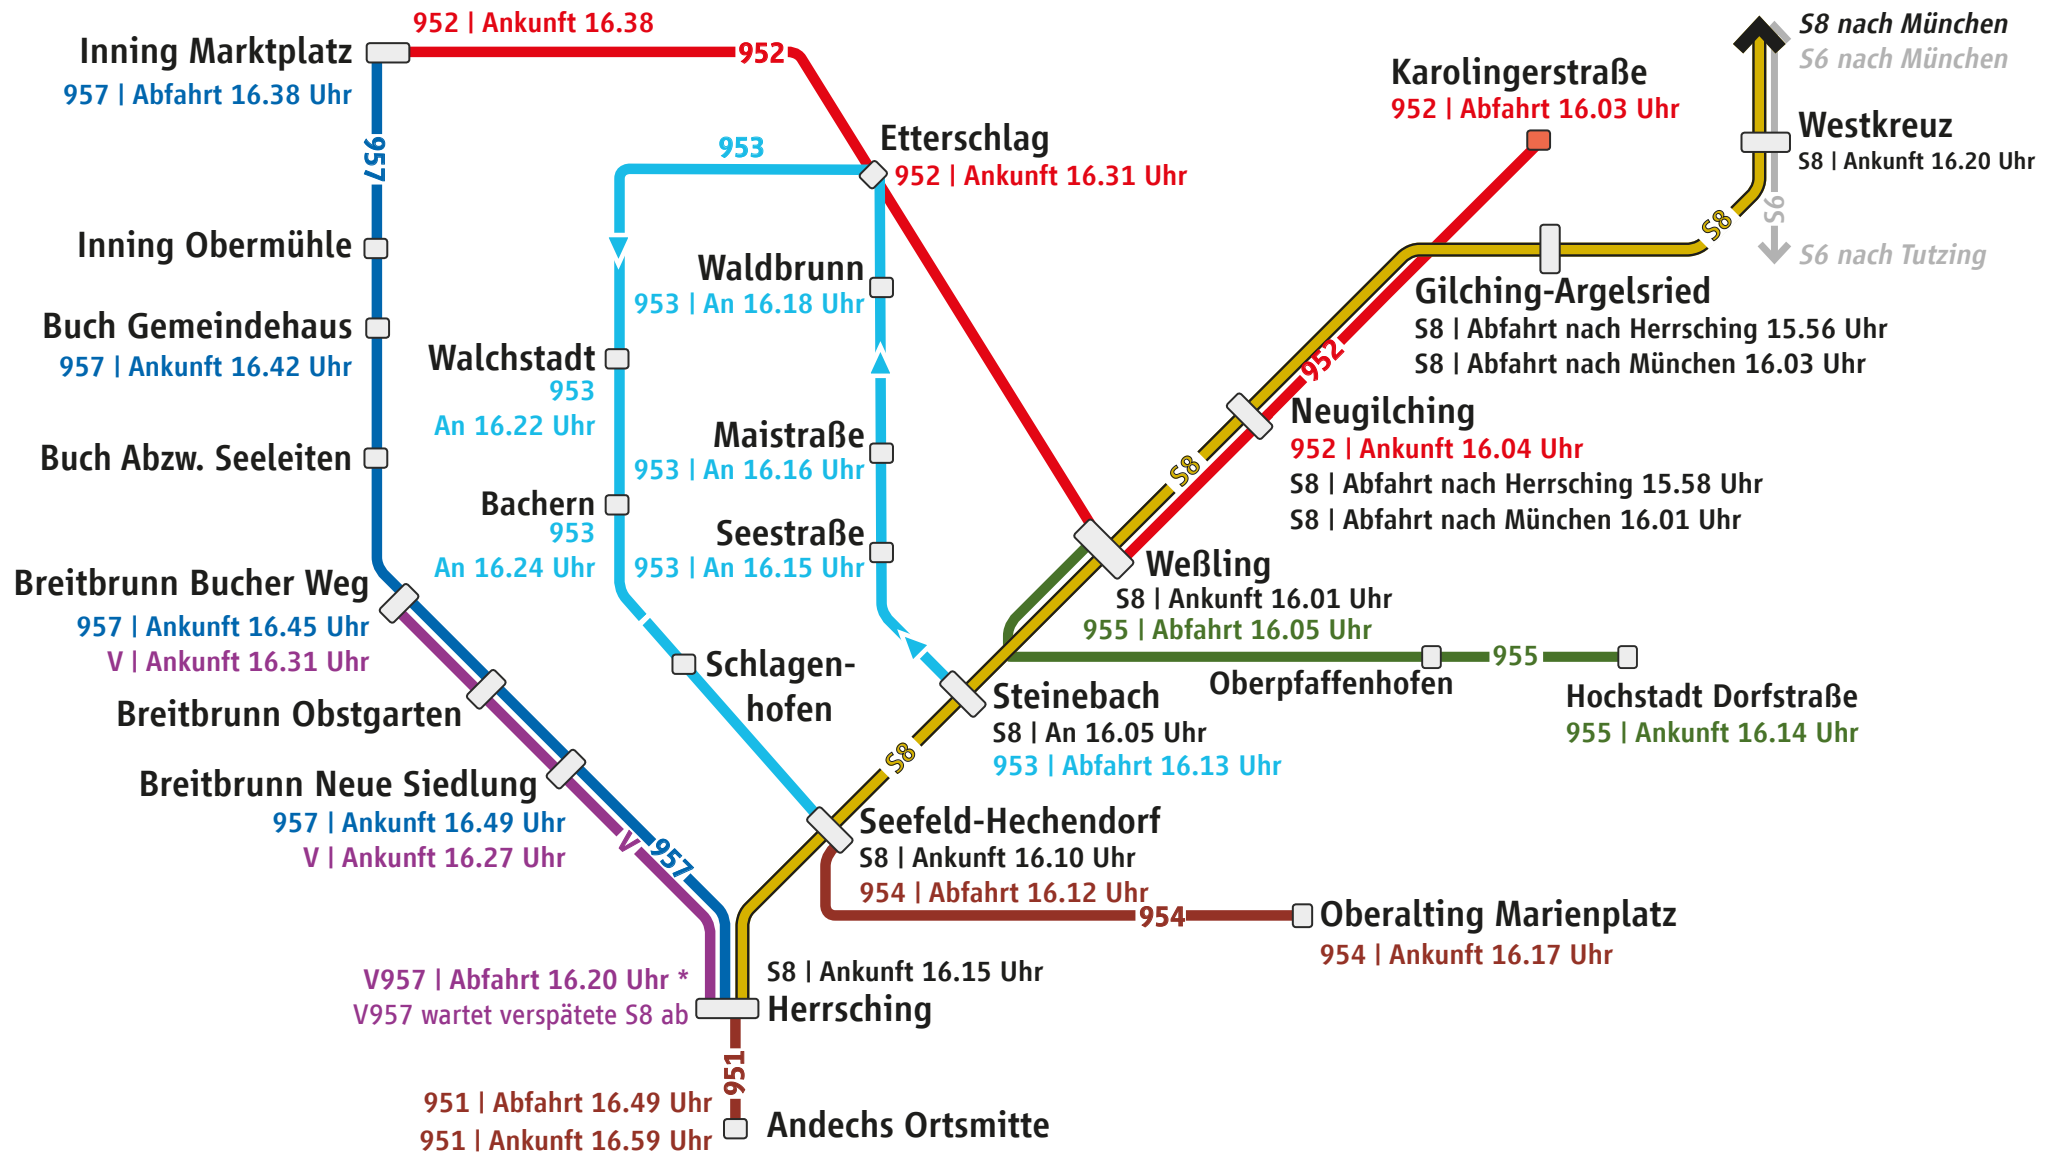 952 | Ankunft 16.38
Inning Marktplatz
957 | Abfahrt 16.38 Uhr
952
957
Inning Obermühle
Buch Gemeindehaus
957 | Ankunft 16.42 Uhr
Buch Abzw. Seeleiten
Breitbrunn Bucher Weg
957 | Ankunft 16.45 Uhr
V | Ankunft 16.31 Uhr
Breitbrunn Obstgarten
Breitbrunn Neue Siedlung
957 | Ankunft 16.49 Uhr
V | Ankunft 16.27 Uhr
V
957
V957 | Abfahrt 16.20 Uhr *
V957 wartet verspätete S8 ab
951
951 | Abfahrt 16.49 Uhr
951 | Ankunft 16.59 Uhr
Andechs Ortsmitte
S8 | Ankunft 16.15 Uhr
Herrsching
953
Etterschlag
952 | Ankunft 16.31 Uhr
Waldbrunn
953 | An 16.18 Uhr
Walchstadt
953
An 16.22 Uhr
Maistraße
953 | An 16.16 Uhr
Bachern
953
An 16.24 Uhr
Seestraße
953 | An 16.15 Uhr
Schlagen-
hofen
S8 nach München
S6 nach München
Karolingerstraße
952 | Abfahrt 16.03 Uhr
Westkreuz
S8 | Ankunft 16.20 Uhr
S6
S8
S6 nach Tutzing
Gilching-Argelsried
S8 | Abfahrt nach Herrsching 15.56 Uhr
S8 | Abfahrt nach München 16.03 Uhr
952
Neugilching
952 | Ankunft 16.04 Uhr
S8 | Abfahrt nach Herrsching 15.58 Uhr
S8 | Abfahrt nach München 16.01 Uhr
S8
Weßling
S8 | Ankunft 16.01 Uhr
955 | Abfahrt 16.05 Uhr
955
Oberpfaffenhofen
Hochstadt Dorfstraße
955 | Ankunft 16.14 Uhr
Steinebach
S8 | An 16.05 Uhr
953 | Abfahrt 16.13 Uhr
S8
Seefeld-Hechendorf
S8 | Ankunft 16.10 Uhr
954 | Abfahrt 16.12 Uhr
954
Oberalting Marienplatz
954 | Ankunft 16.17 Uhr